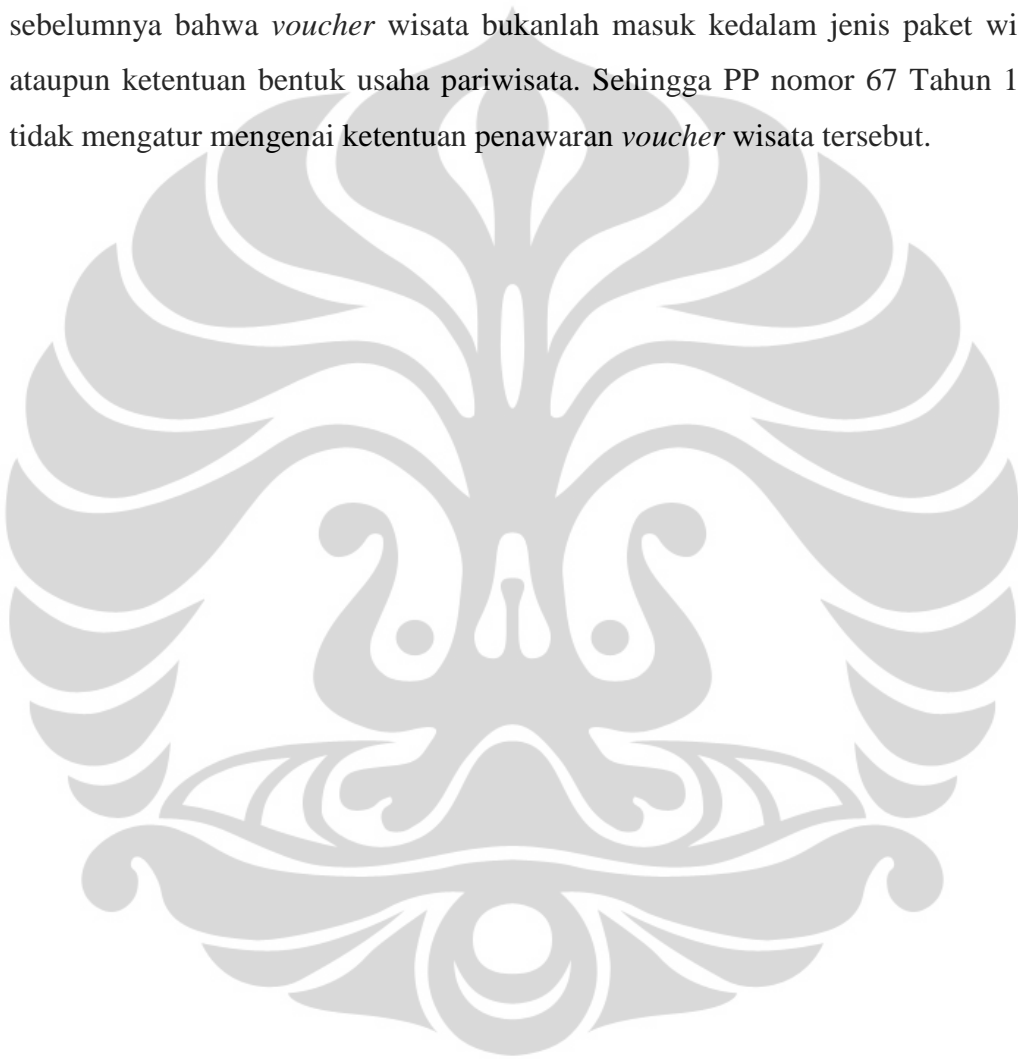 sebelumnya bahwa voucher wisata bukanlah masuk kedalam jenis paket wi
ataupun ketentuan bentuk usaha pariwisata. Sehingga PP nomor 67 Tahun 1
tidak mengatur mengenai ketentuan penawaran voucher wisata tersebut.